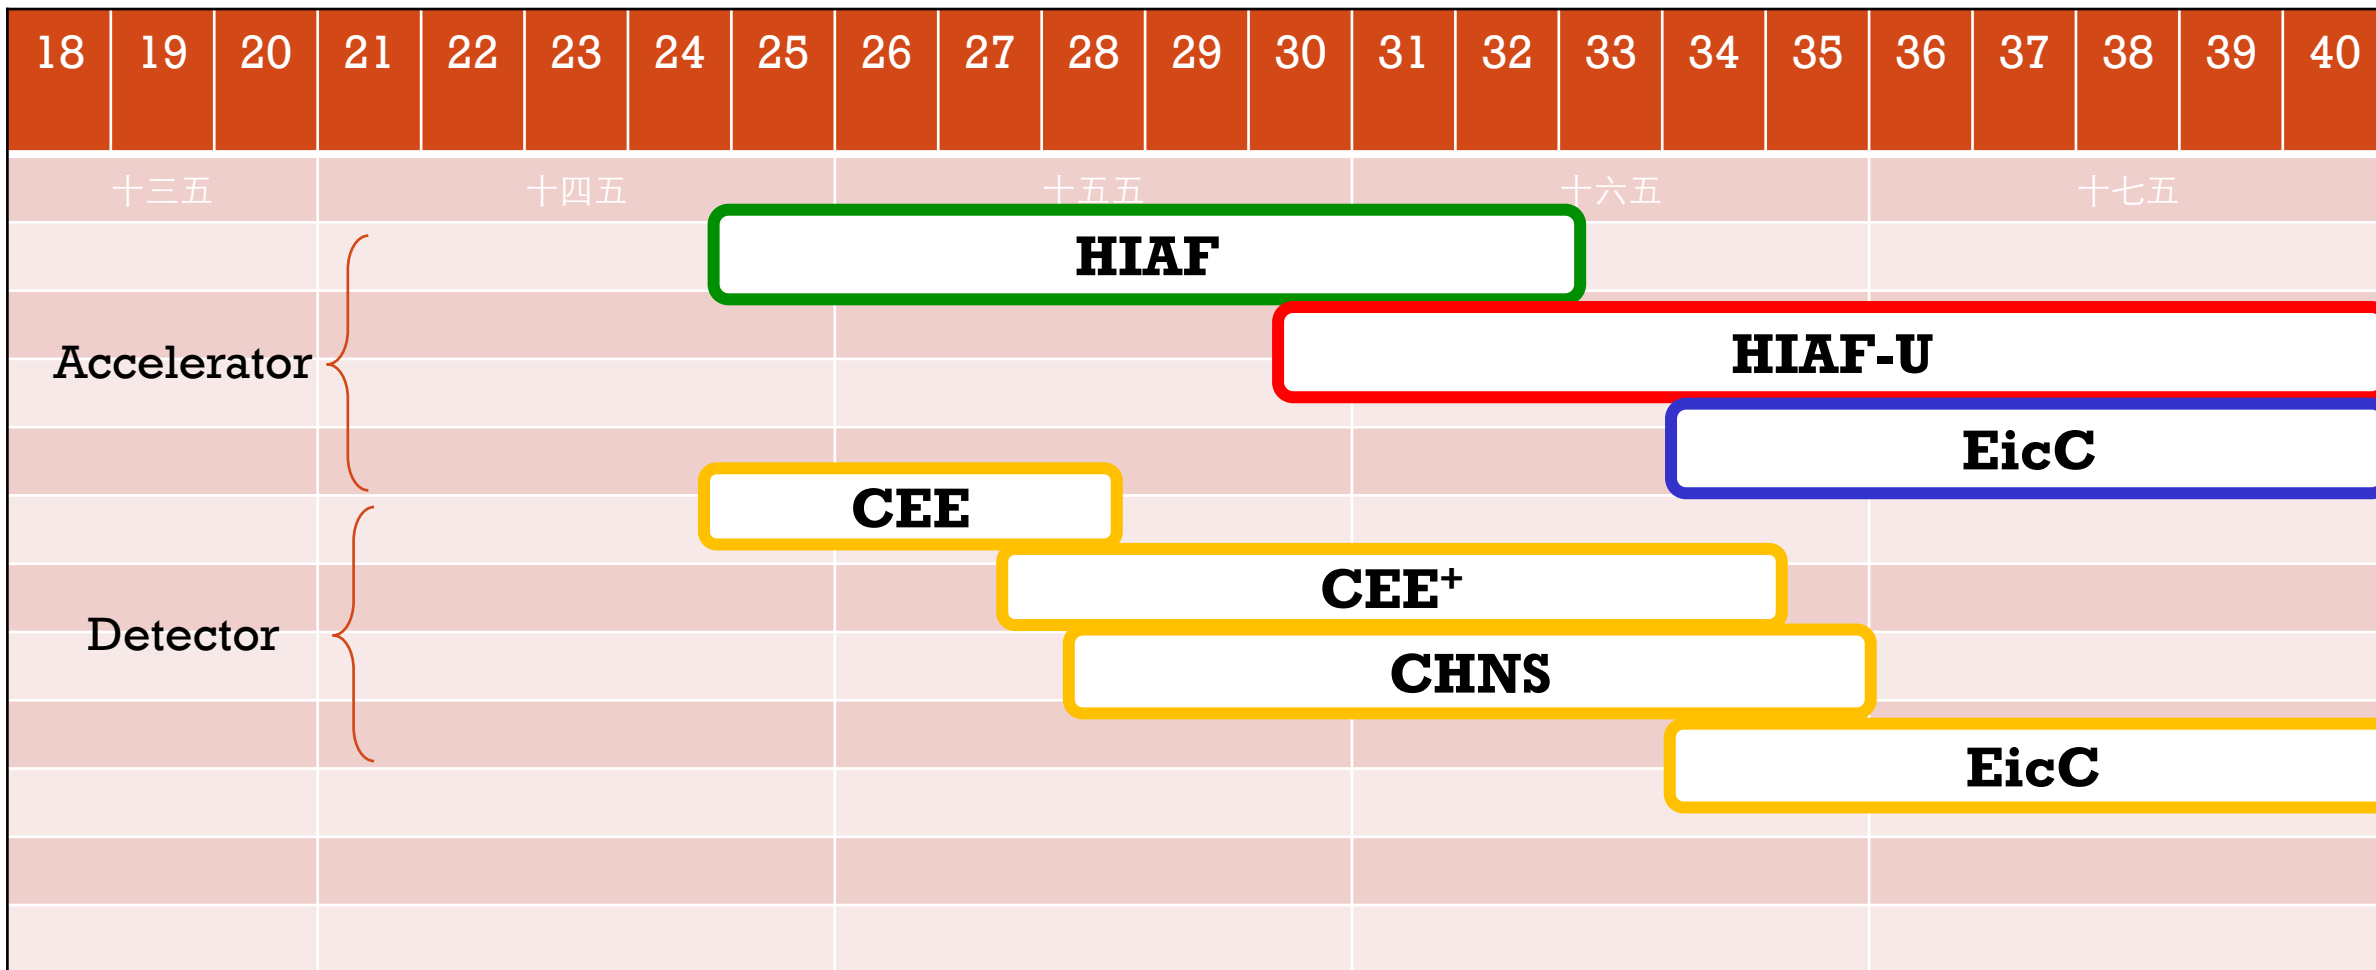 18 19 20 21 22 23 24 25 26 27 28 29 30 31 32 33 34 35 36 37 38 39 40
十三五 十四五 十五五 十六五 十七五
HIAF
HIAF-U
Accelerator
EicC
CEE
CEE⁺
Detector
CHNS
EicC